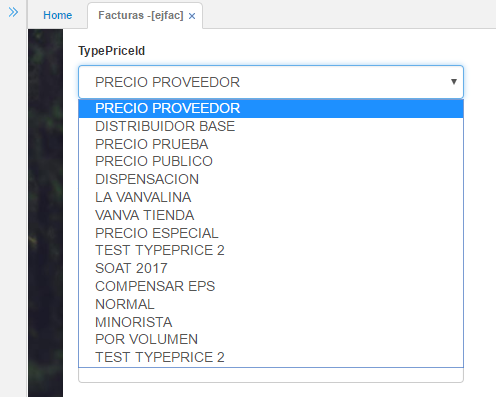 Home
Facturas -[ejfac] ×
TypePriceId
PRECIO PROVEEDOR
PRECIO PROVEEDOR
DISTRIBUIDOR BASE
PRECIO PRUEBA
PRECIO PUBLICO
DISPENSACION
LA VANVALINA
VANVA TIENDA
PRECIO ESPECIAL
TEST TYPEPRICE 2
SOAT 2017
COMPENSAR EPS
NORMAL
MINORISTA
POR VOLUMEN
TEST TYPEPRICE 2